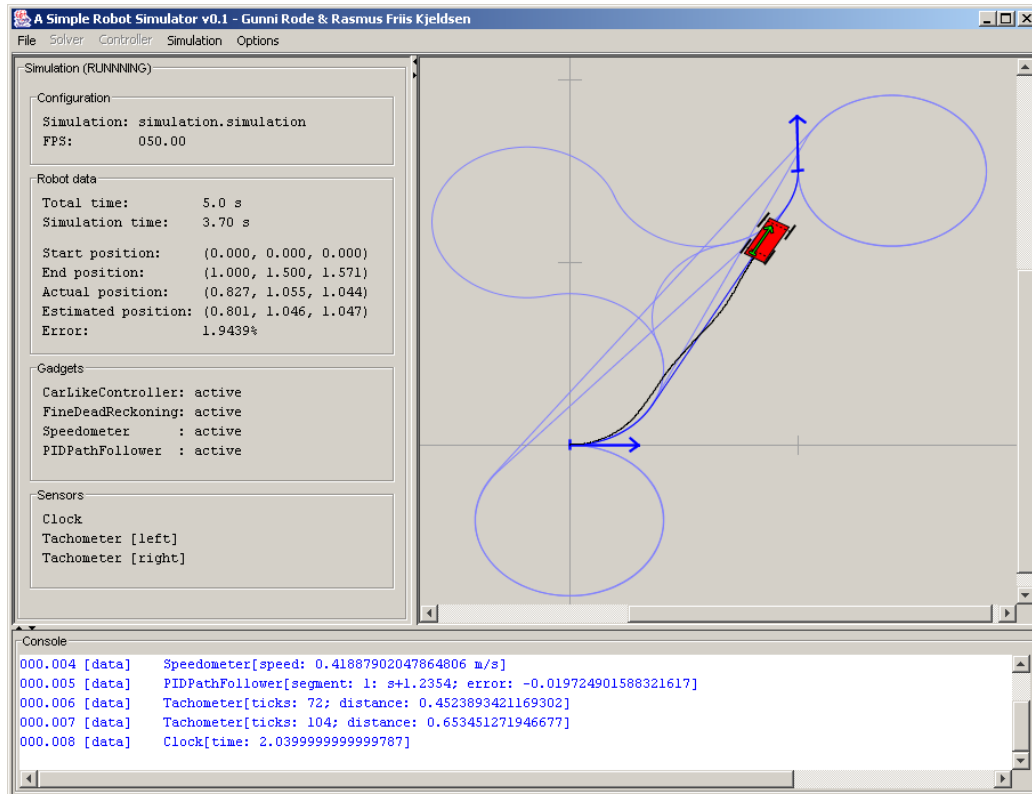 A Simple Robot Simulator v0.1 - Gunni Rode & Rasmus Friis Kjeldsen
File Solver Controller Simulation Options
Simulation (RUNNNING)
Configuration
Simulation: simulation.simulation
FPS: 050.00
Robot data
Total time: 5.0 s
Simulation time: 3.70 s
Start position: (0.000, 0.000, 0.000)
End position: (1.000, 1.500, 1.571)
Actual position: (0.827, 1.055, 1.044)
Estimated position: (0.801, 1.046, 1.047)
Error: 1.9439%
Gadgets
CarLikeController: active
FineDeadReckoning: active
Speedometer : active
PIDPathFollower : active
Sensors
Clock
Tachometer [left]
Tachometer [right]
Console
000.004 [data] Speedometer[speed: 0.41887902047864806 m/s]
000.005 [data] PIDPathFollower[segment: 1: s+1.2354; error: -0.019724901588321617]
000.006 [data] Tachometer[ticks: 72; distance: 0.4523893421169302]
000.007 [data] Tachometer[ticks: 104; distance: 0.653451271946677]
000.008 [data] Clock[time: 2.0399999999999787]